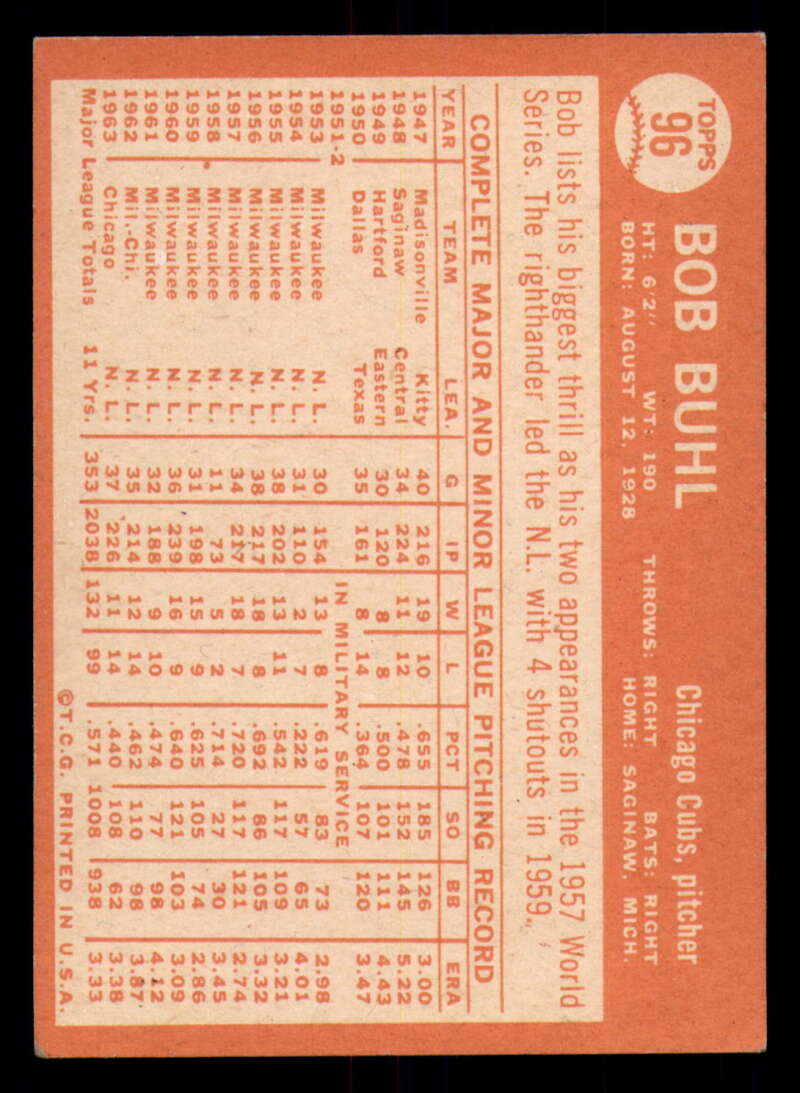 TOPPS
96
BOB BUHL
Chicago Cubs, pitcher
HT: 6'2" WT: 190 THROWS: RIGHT BATS: RIGHT
BORN: AUGUST 12, 1928 HOME: SAGINAW, MICH.
Bob lists his biggest thrill as his two appearances in the 1957 World
Series. The righthander led the N.L. with 4 shutouts in 1959.
COMPLETE MAJOR AND MINOR LEAGUE PITCHING RECORD
YEAR TEAM LEA. G IP W L PCT SO BB ERA
1947 Madisonville Kitty 40 216 19 10 .655 185 126 3.00
1948 Saginaw Central 34 224 11 12 .478 152 145 5.22
1949 Hartford Eastern 30 120 8 8 .500 101 111 4.43
1950 Dallas Texas 35 161 8 14 .364 107 120 3.47
1951-2 IN MILITARY SERVICE
1953 Milwaukee N. L. 30 154 13 8 .619 83 73 2.98
1954 Milwaukee N. L. 31 110 2 7 .222 57 65 4.01
1955 Milwaukee N. L. 38 202 13 11 .542 117 109 3.21
1956 Milwaukee N. L. 38 217 18 8 .692 86 105 3.32
1957 Milwaukee N. L. 34 217 18 7 .720 117 121 2.74
1958 Milwaukee N. L. 11 73 5 2 .714 27 30 3.45
1959 Milwaukee N. L. 31 198 15 9 .625 105 74 2.86
1960 Milwaukee N. L. 36 239 16 9 .640 121 103 3.09
1961 Milwaukee N. L. 32 188 9 10 .474 77 98 4.12
1962 Mil.-Chi. N. L. 35 214 12 14 .462 110 98 3.87
1963 Chicago N. L. 37 226 11 14 .440 108 62 3.38
Major League Totals 11 Yrs. 353 2038 132 99 .571 1008 938 3.33
©T.C.G. PRINTED IN U.S.A.